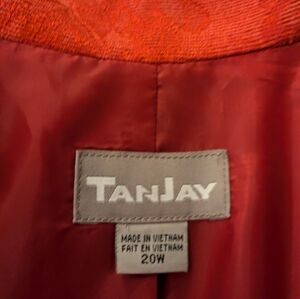 TANJAY
MADE IN VIETNAM
FAIT EN VIETNAM
20W